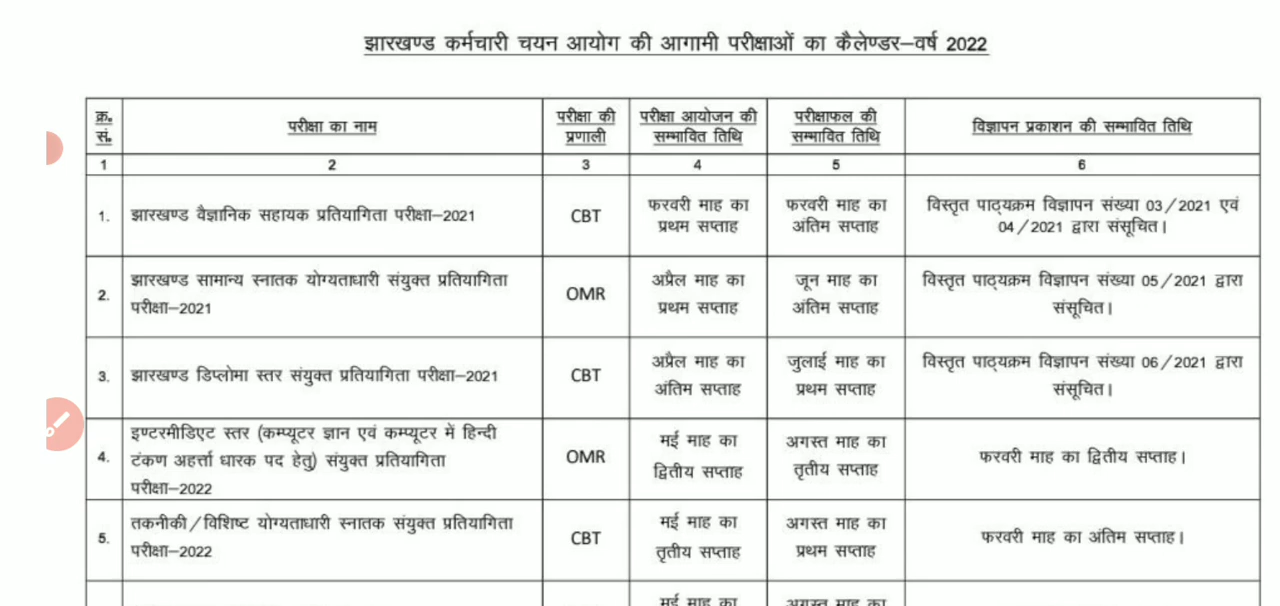 झारखण्ड कर्मचारी चयन आयोग की आगामी परीक्षाओं का कैलेण्डर–वर्ष 2022
क्र. सं. परीक्षा का नाम परीक्षा की प्रणाली परीक्षा आयोजन की सम्भावित तिथि परीक्षाफल की सम्भावित तिथि विज्ञापन प्रकाशन की सम्भावित तिथि
1 2 3 4 5 6
1. झारखण्ड वैज्ञानिक सहायक प्रतियागिता परीक्षा–2021 CBT फरवरी माह का प्रथम सप्ताह फरवरी माह का अंतिम सप्ताह विस्तृत पाठ्यक्रम विज्ञापन संख्या 03/2021 एवं 04/2021 द्वारा संसूचित।
2. झारखण्ड सामान्य स्नातक योग्यताधारी संयुक्त प्रतियागिता परीक्षा–2021 OMR अप्रैल माह का प्रथम सप्ताह जून माह का अंतिम सप्ताह विस्तृत पाठ्यक्रम विज्ञापन संख्या 05/2021 द्वारा संसूचित।
3. झारखण्ड डिप्लोमा स्तर संयुक्त प्रतियागिता परीक्षा–2021 CBT अप्रैल माह का अंतिम सप्ताह जुलाई माह का प्रथम सप्ताह विस्तृत पाठ्यक्रम विज्ञापन संख्या 06/2021 द्वारा संसूचित।
4. इण्टरमीडिएट स्तर (कम्प्यूटर ज्ञान एवं कम्प्यूटर में हिन्दी टंकण अहर्त्ता धारक पद हेतु) संयुक्त प्रतियागिता परीक्षा–2022 OMR मई माह का द्वितीय सप्ताह अगस्त माह का तृतीय सप्ताह फरवरी माह का द्वितीय सप्ताह।
5. तकनीकी/विशिष्ट योग्यताधारी स्नातक संयुक्त प्रतियागिता परीक्षा–2022 CBT मई माह का तृतीय सप्ताह अगस्त माह का प्रथम सप्ताह फरवरी माह का अंतिम सप्ताह।
मई माह का अगस्त माह का